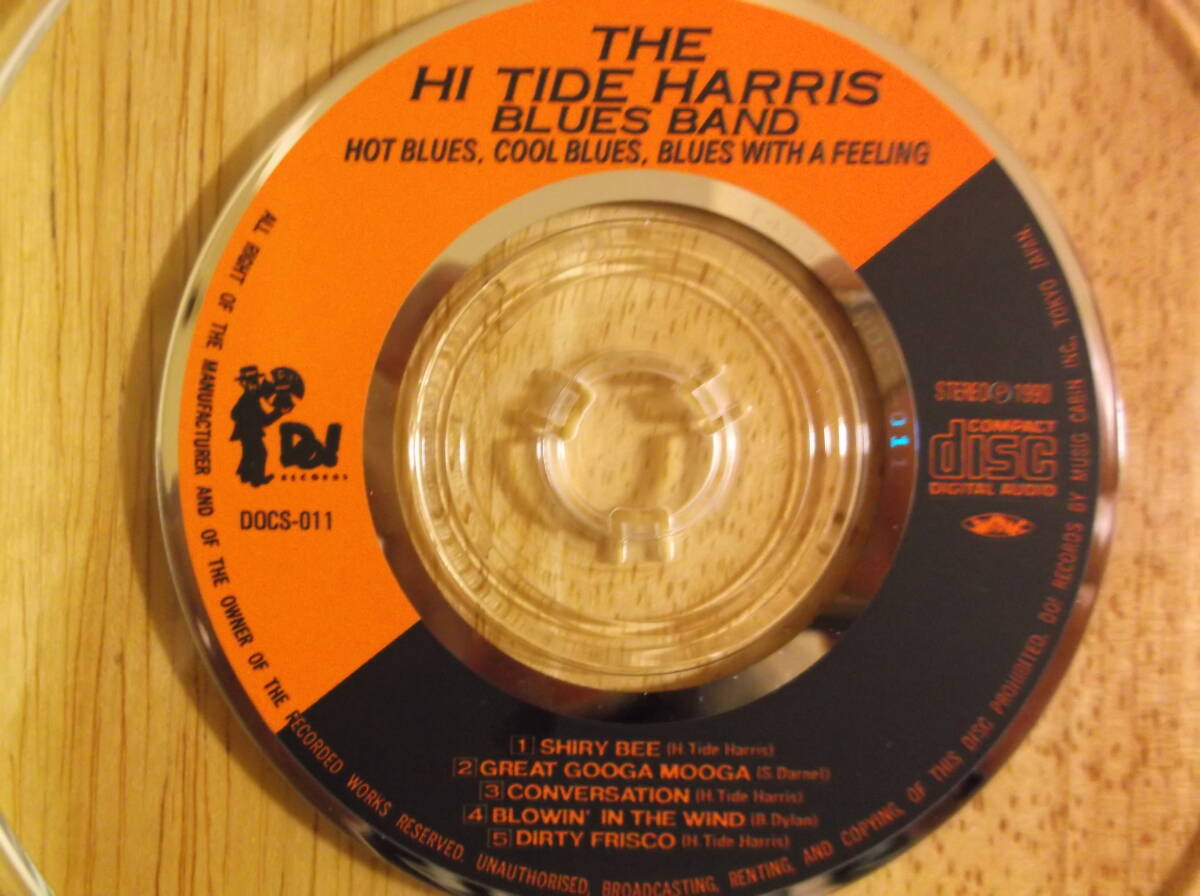 THE
HI TIDE HARRIS
BLUES BAND
HOT BLUES, COOL BLUES, BLUES WITH A FEELING
DO!
RECORDS
DOCS-011
STEREO Ⓟ 1990
COMPACT
disc
DIGITAL AUDIO
1 SHIRY BEE (H.Tide Harris)
2 GREAT GOOGA MOOGA (S.Darnel)
3 CONVERSATION (H.Tide Harris)
4 BLOWIN' IN THE WIND (B.Dylan)
5 DIRTY FRISCO (H.Tide Harris)
ALL RIGHT OF THE MANUFACTURER AND OF THE OWNER OF THE RECORDED WORKS RESERVED. UNAUTHORISED, BROADCASTING, RENTING, AND COPYING OF THIS DISC PROHIBITED. DO! RECORDS BY MUSIC CABIN INC., TOKYO JAPAN.